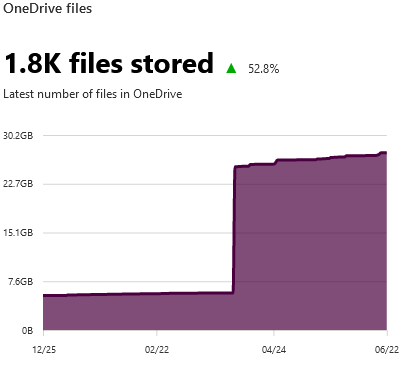 OneDrive files
1.8K files stored ▲ 52.8%
Latest number of files in OneDrive
30.2GB
22.7GB
15.1GB
7.6GB
0B
12/25 02/22 04/24 06/22